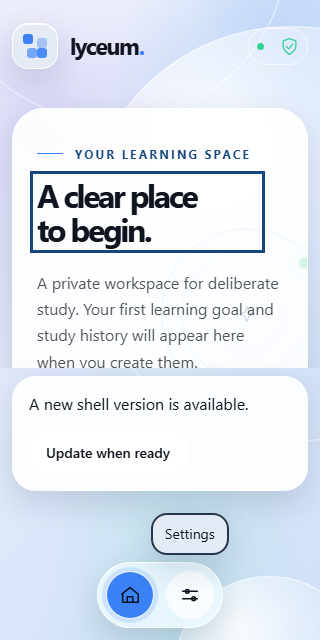 lyceum.
YOUR LEARNING SPACE
A clear place
to begin.
A private workspace for deliberate
study. Your first learning goal and
study history will appear here
when you create them.
A new shell version is available.
Update when ready
Settings